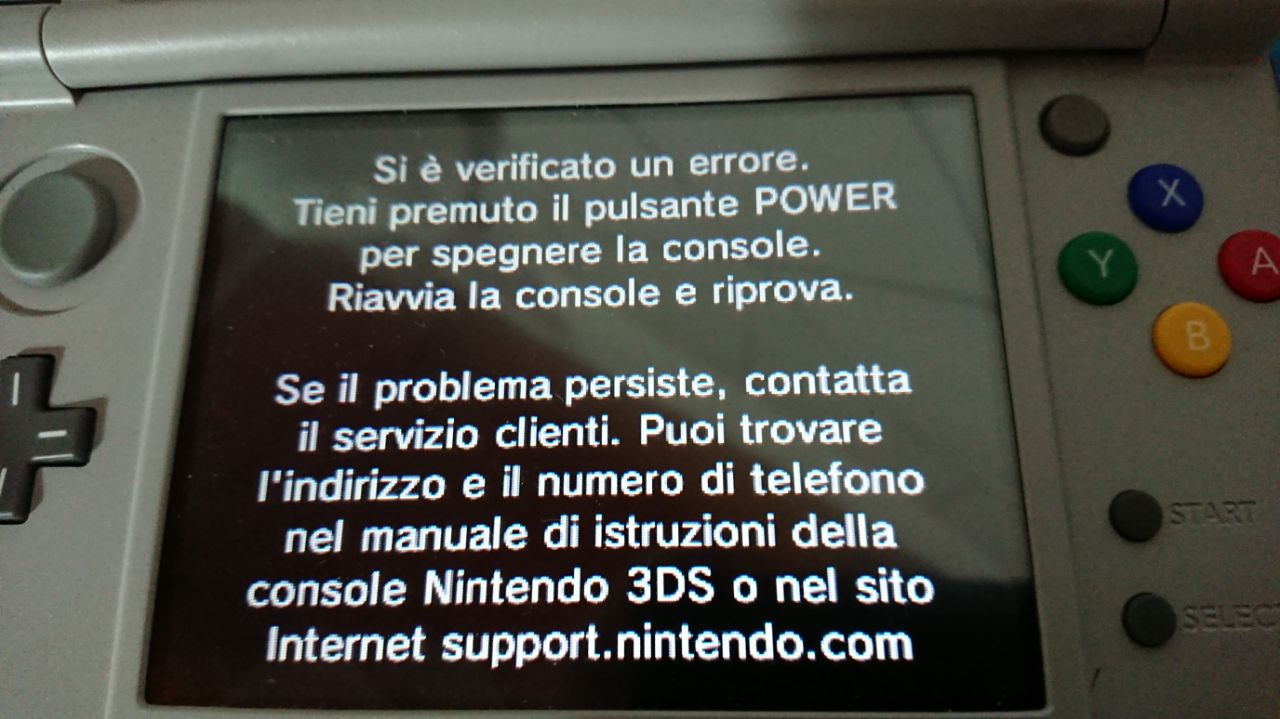 Si è verificato un errore.
Tieni premuto il pulsante POWER
per spegnere la console.
Riavvia la console e riprova.
Se il problema persiste, contatta
il servizio clienti. Puoi trovare
l'indirizzo e il numero di telefono
nel manuale di istruzioni della
console Nintendo 3DS o nel sito
Internet support.nintendo.com
X
Y
A
B
START
SELECT